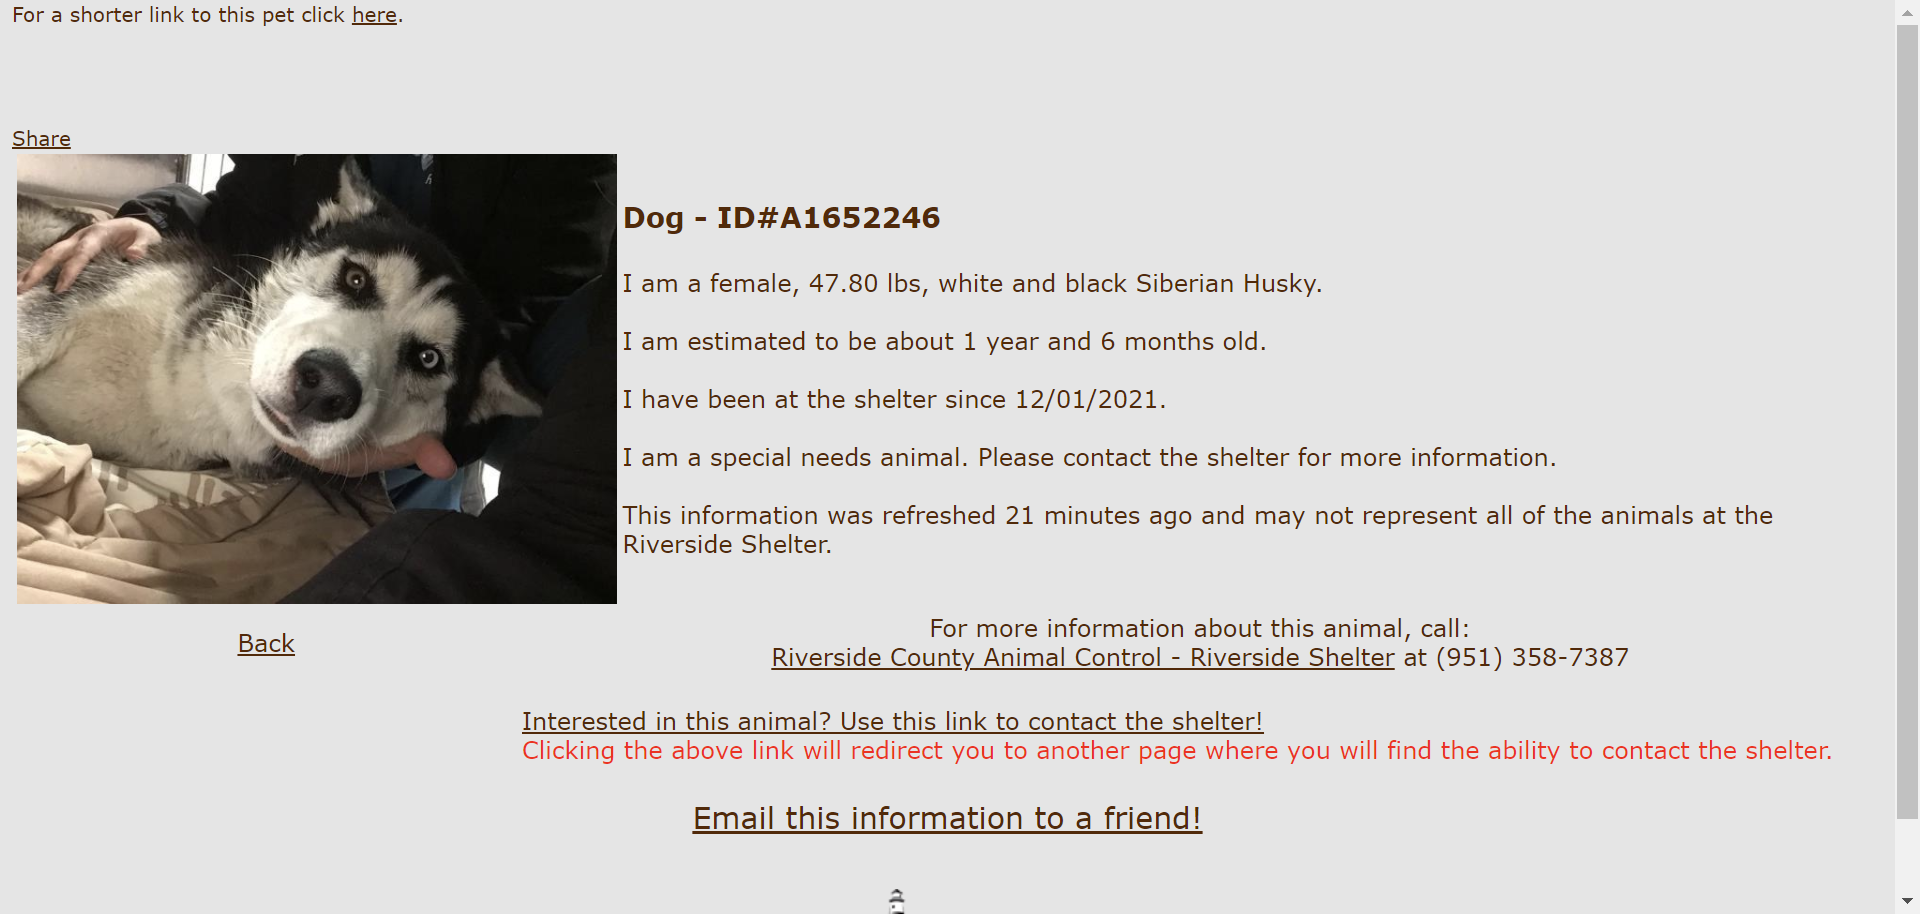 For a shorter link to this pet click here.
Share
Dog - ID#A1652246
I am a female, 47.80 lbs, white and black Siberian Husky.
I am estimated to be about 1 year and 6 months old.
I have been at the shelter since 12/01/2021.
I am a special needs animal. Please contact the shelter for more information.
This information was refreshed 21 minutes ago and may not represent all of the animals at the
Riverside Shelter.
Back
For more information about this animal, call:
Riverside County Animal Control - Riverside Shelter at (951) 358-7387
Interested in this animal? Use this link to contact the shelter!
Clicking the above link will redirect you to another page where you will find the ability to contact the shelter.
Email this information to a friend!